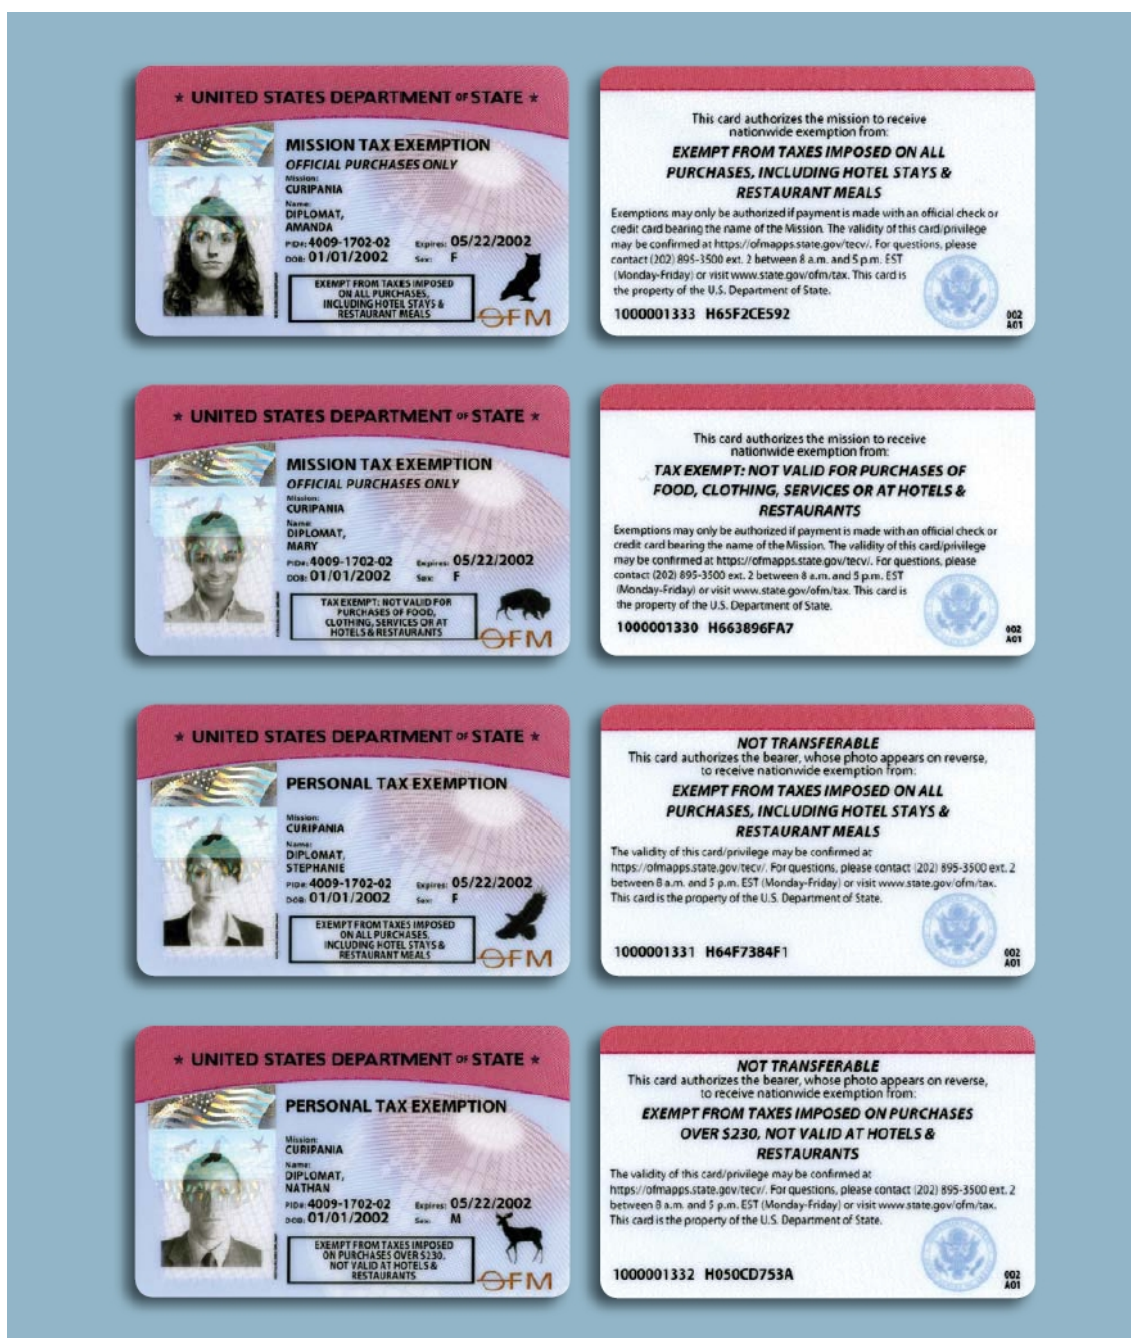 ★ UNITED STATES DEPARTMENT OF STATE ★
MISSION TAX EXEMPTION
OFFICIAL PURCHASES ONLY
Mission:
CURIPANIA
Name:
DIPLOMAT,
AMANDA
PID#: 4009-1702-02 Expires: 05/22/2002
DOB: 01/01/2002 Sex: F
EXEMPT FROM TAXES IMPOSED
ON ALL PURCHASES,
INCLUDING HOTEL STAYS &
RESTAURANT MEALS
OFM
This card authorizes the mission to receive
nationwide exemption from:
EXEMPT FROM TAXES IMPOSED ON ALL
PURCHASES, INCLUDING HOTEL STAYS &
RESTAURANT MEALS
Exemptions may only be authorized if payment is made with an official check or
credit card bearing the name of the Mission. The validity of this card/privilege
may be confirmed at https://ofmapps.state.gov/tecv/. For questions, please
contact (202) 895-3500 ext. 2 between 8 a.m. and 5 p.m. EST
(Monday-Friday) or visit www.state.gov/ofm/tax. This card is
the property of the U.S. Department of State.
1000001333 H65F2CE592
002
A01
★ UNITED STATES DEPARTMENT OF STATE ★
MISSION TAX EXEMPTION
OFFICIAL PURCHASES ONLY
Mission:
CURIPANIA
Name:
DIPLOMAT,
MARY
PID#: 4009-1702-02 Expires: 05/22/2002
DOB: 01/01/2002 Sex: F
TAX EXEMPT: NOT VALID FOR
PURCHASES OF FOOD,
CLOTHING, SERVICES OR AT
HOTELS & RESTAURANTS
OFM
This card authorizes the mission to receive
nationwide exemption from:
TAX EXEMPT: NOT VALID FOR PURCHASES OF
FOOD, CLOTHING, SERVICES OR AT HOTELS &
RESTAURANTS
Exemptions may only be authorized if payment is made with an official check or
credit card bearing the name of the Mission. The validity of this card/privilege
may be confirmed at https://ofmapps.state.gov/tecv/. For questions, please
contact (202) 895-3500 ext. 2 between 8 a.m. and 5 p.m. EST
(Monday-Friday) or visit www.state.gov/ofm/tax. This card is
the property of the U.S. Department of State.
1000001330 H663896FA7
002
A01
★ UNITED STATES DEPARTMENT OF STATE ★
PERSONAL TAX EXEMPTION
Mission:
CURIPANIA
Name:
DIPLOMAT,
STEPHANIE
PID#: 4009-1702-02 Expires: 05/22/2002
DOB: 01/01/2002 Sex: F
EXEMPT FROM TAXES IMPOSED
ON ALL PURCHASES,
INCLUDING HOTEL STAYS &
RESTAURANT MEALS
OFM
NOT TRANSFERABLE
This card authorizes the bearer, whose photo appears on reverse,
to receive nationwide exemption from:
EXEMPT FROM TAXES IMPOSED ON ALL
PURCHASES, INCLUDING HOTEL STAYS &
RESTAURANT MEALS
The validity of this card/privilege may be confirmed at
https://ofmapps.state.gov/tecv/. For questions, please contact (202) 895-3500 ext. 2
between 8 a.m. and 5 p.m. EST (Monday-Friday) or visit www.state.gov/ofm/tax.
This card is the property of the U.S. Department of State.
1000001331 H64F7384F1
002
A01
★ UNITED STATES DEPARTMENT OF STATE ★
PERSONAL TAX EXEMPTION
Mission:
CURIPANIA
Name:
DIPLOMAT,
NATHAN
PID#: 4009-1702-02 Expires: 05/22/2002
DOB: 01/01/2002 Sex: M
EXEMPT FROM TAXES IMPOSED
ON PURCHASES OVER $230,
NOT VALID AT HOTELS &
RESTAURANTS
OFM
NOT TRANSFERABLE
This card authorizes the bearer, whose photo appears on reverse,
to receive nationwide exemption from:
EXEMPT FROM TAXES IMPOSED ON PURCHASES
OVER $230, NOT VALID AT HOTELS &
RESTAURANTS
The validity of this card/privilege may be confirmed at
https://ofmapps.state.gov/tecv/. For questions, please contact (202) 895-3500 ext. 2
between 8 a.m. and 5 p.m. EST (Monday-Friday) or visit www.state.gov/ofm/tax.
This card is the property of the U.S. Department of State.
1000001332 H050CD753A
002
A01